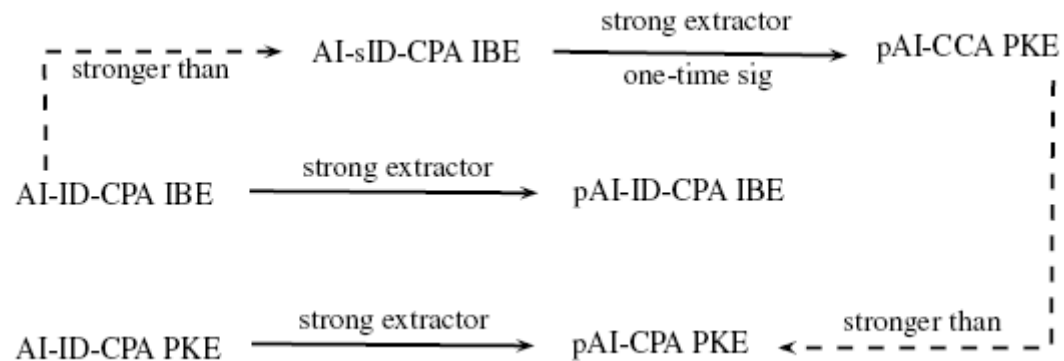 strong extractor
AI-sID-CPA IBE
pAI-CCA PKE
stronger than
one-time sig
strong extractor
AI-ID-CPA IBE
pAI-ID-CPA IBE
strong extractor
stronger than
AI-ID-CPA PKE
pAI-CPA PKE